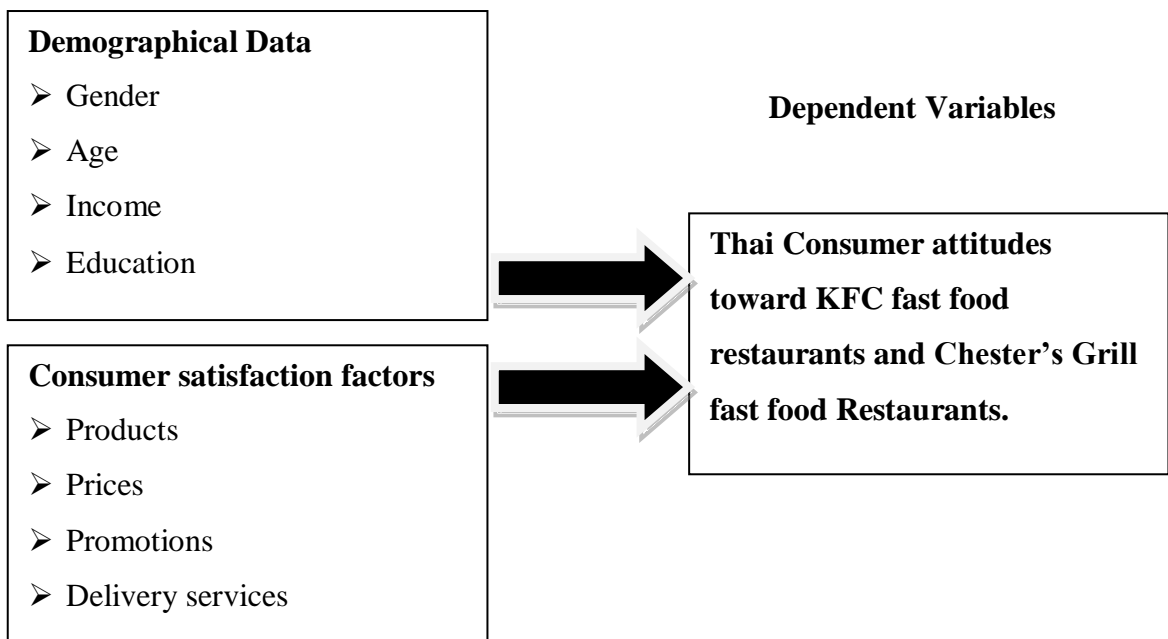 Demographical Data
➢ Gender
➢ Age
➢ Income
➢ Education
Consumer satisfaction factors
➢ Products
➢ Prices
➢ Promotions
➢ Delivery services
Dependent Variables
Thai Consumer attitudes
toward KFC fast food
restaurants and Chester’s Grill
fast food Restaurants.